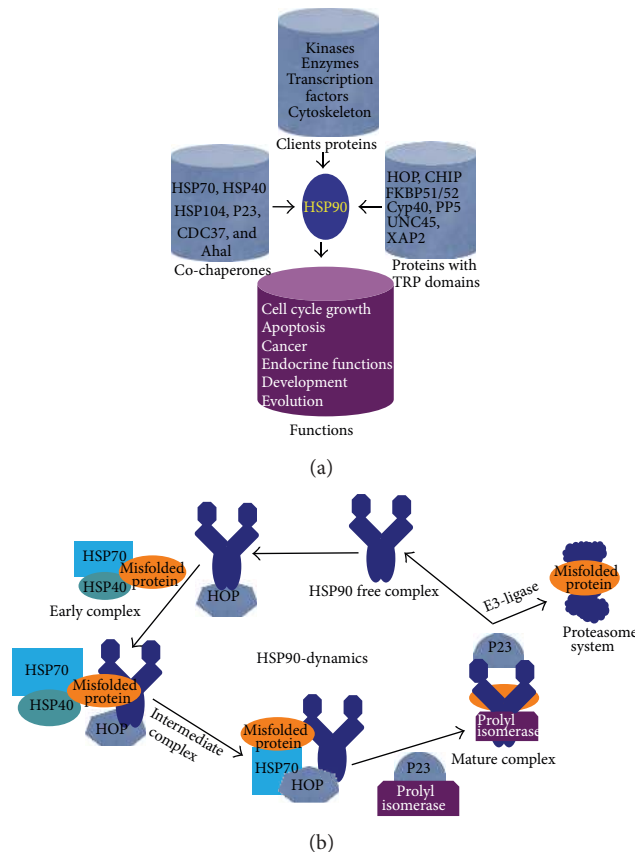 Kinases
Enzymes
Transcription
factors
Cytoskeleton
Clients proteins
HSP70, HSP40
HSP104, P23,
CDC37, and
Ahal
Co-chaperones
HSP90
HOP, CHIP
FKBP51/52
Cyp40, PP5
UNC45,
XAP2
Proteins with
TRP domains
Cell cycle growth
Apoptosis
Cancer
Endocrine functions
Development
Evolution
Functions
(a)
HSP70
Misfolded protein
HSP40
Early complex
HOP
HSP90 free complex
E3-ligase
Misfolded
protein
Proteasome
system
HSP70
Misfolded
protein
HSP40
HOP
HSP90-dynamics
Intermediate
complex
Misfolded
protein
HSP70
HOP
P23
Prolyl
isomerase
P23
Prolyl
isomerase
Mature complex
(b)